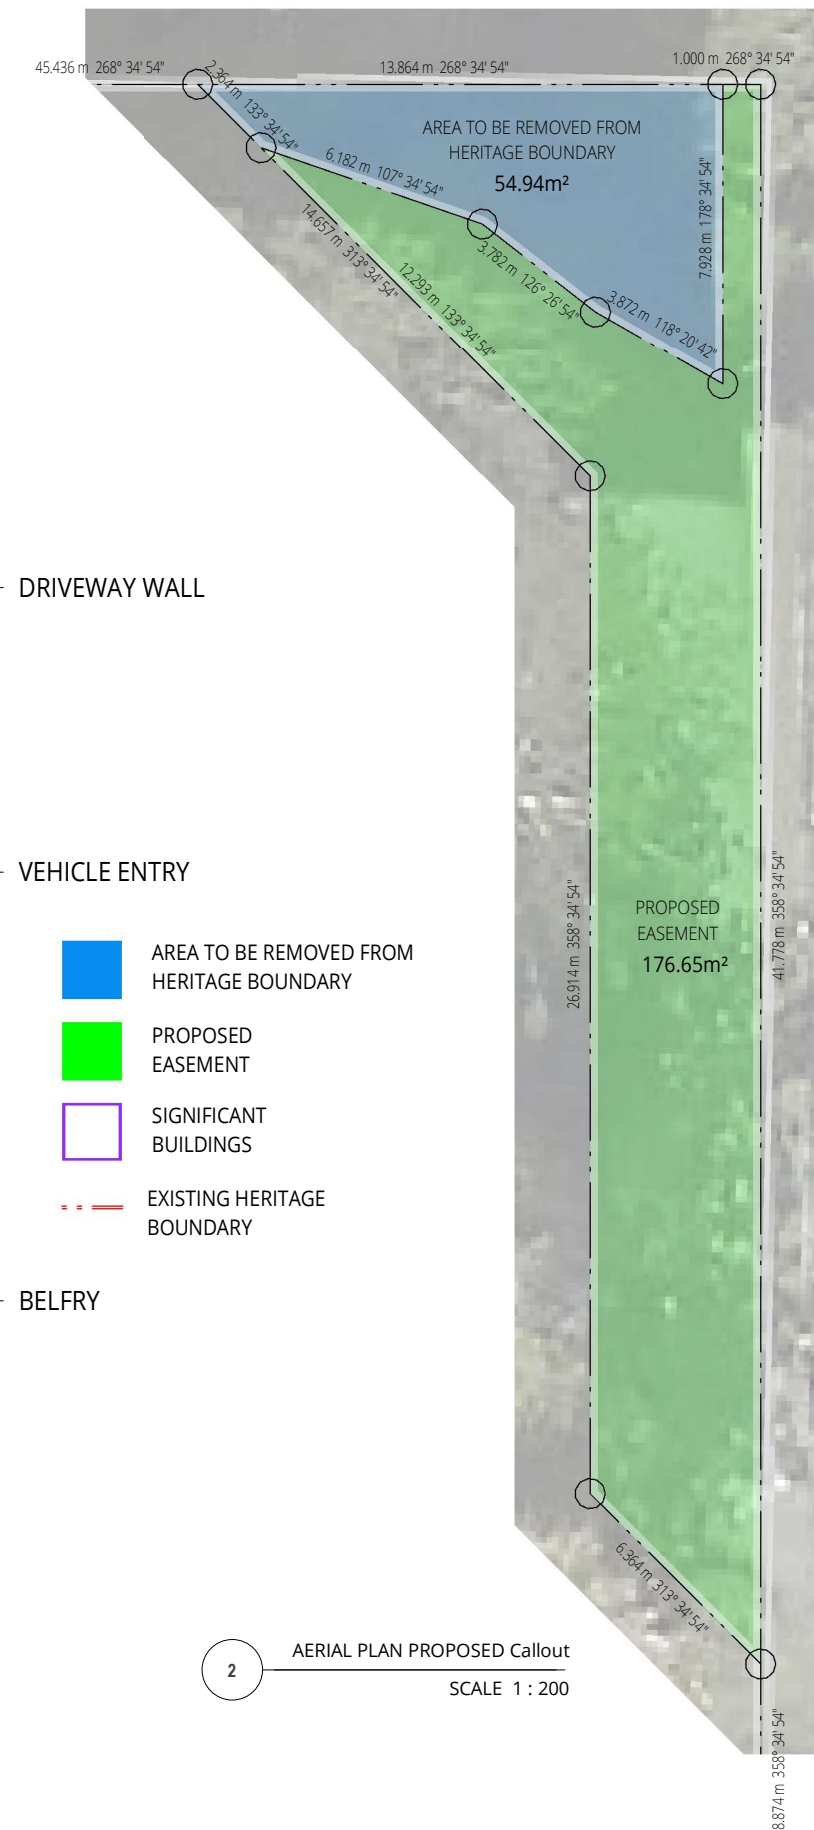 45.436 m 268° 34' 54"
13.864 m 268° 34' 54"
1.000 m 268° 34' 54"
2.364 m 133° 34' 54"
AREA TO BE REMOVED FROM
HERITAGE BOUNDARY
54.94m²
6.182 m 107° 34' 54"
7.928 m 178° 34' 54"
14.657 m 313° 34' 54"
12.293 m 133° 34' 54"
3.782 m 126° 26' 54"
3.872 m 118° 20' 42"
DRIVEWAY WALL
VEHICLE ENTRY
PROPOSED
EASEMENT
176.65m²
26.914 m 358° 34' 54"
41.778 m 358° 34' 54"
AREA TO BE REMOVED FROM
HERITAGE BOUNDARY
PROPOSED
EASEMENT
SIGNIFICANT
BUILDINGS
EXISTING HERITAGE
BOUNDARY
BELFRY
6.364 m 313° 34' 54"
2
AERIAL PLAN PROPOSED Callout
SCALE 1 : 200
8.874 m 358° 34' 54"